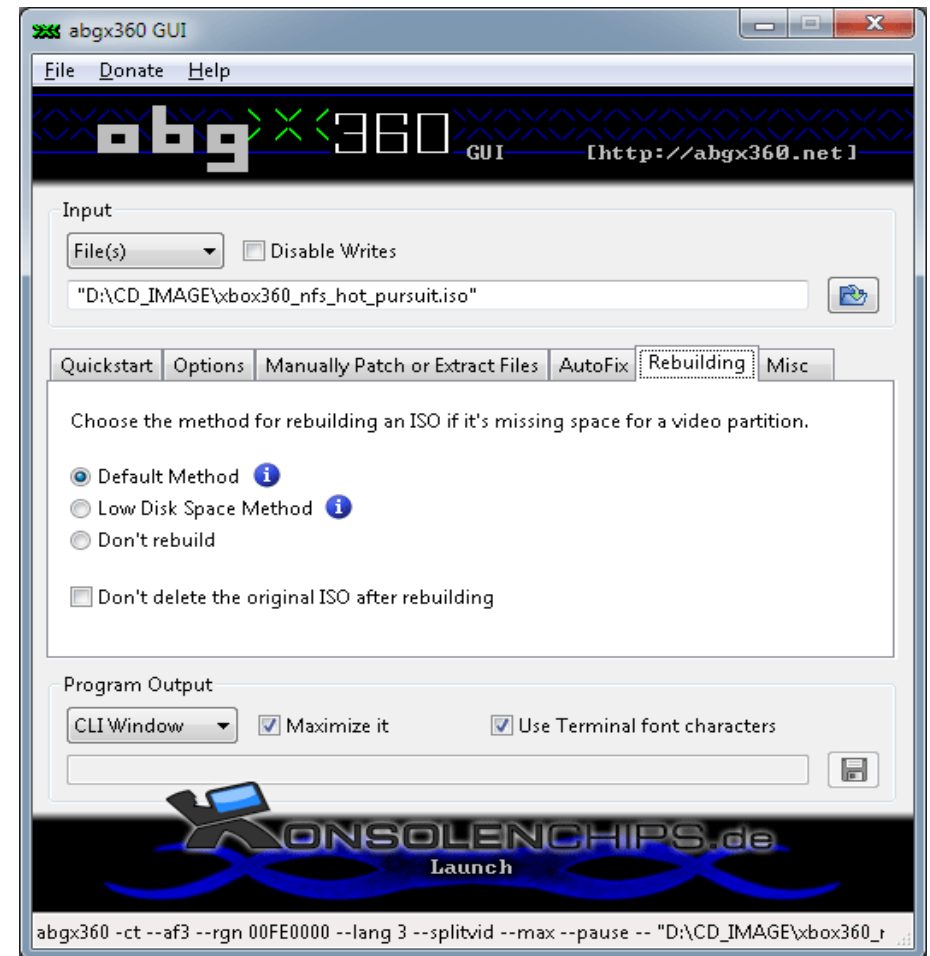 abgx360 GUI
File Donate Help
abgx360 GUI [http://abgx360.net]
Input
File(s) Disable Writes
"D:\CD_IMAGE\xbox360_nfs_hot_pursuit.iso"
Quickstart Options Manually Patch or Extract Files AutoFix Rebuilding Misc
Choose the method for rebuilding an ISO if it's missing space for a video partition.
Default Method
Low Disk Space Method
Don't rebuild
Don't delete the original ISO after rebuilding
Program Output
CLI Window Maximize it Use Terminal font characters
KONSOLENCHIPS.de
Launch
abgx360 -ct --af3 --rgn 00FE0000 --lang 3 --splitvid --max --pause -- "D:\CD_IMAGE\xbox360_